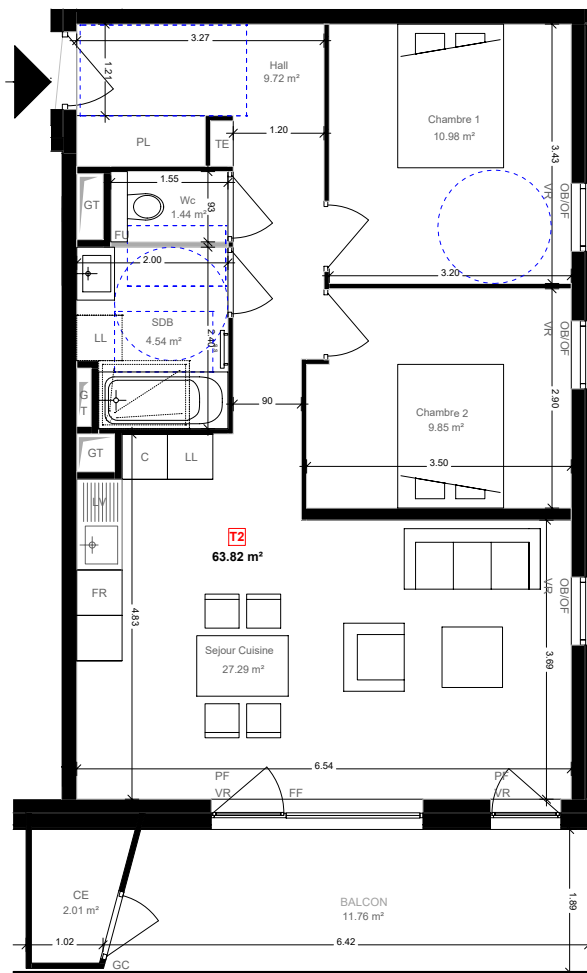 3.27
Hall
9.72 m²
1.21
PL
TE
1.20
Chambre 1
10.98 m²
3.43
VR
OB/OF
3.20
GT
1.55
Wc
1.44 m²
93
FU
2.00
SDB
4.54 m²
LL
GT
90
VR
OB/OF
2.90
Chambre 2
9.85 m²
3.50
GT
C
LL
LV
T2
63.82 m²
FR
4.83
Sejour Cuisine
27.29 m²
VR
OB/OF
3.69
6.54
PF
VR
FF
PF
VR
CE
2.01 m²
BALCON
11.76 m²
1.89
1.02
6.42
GC